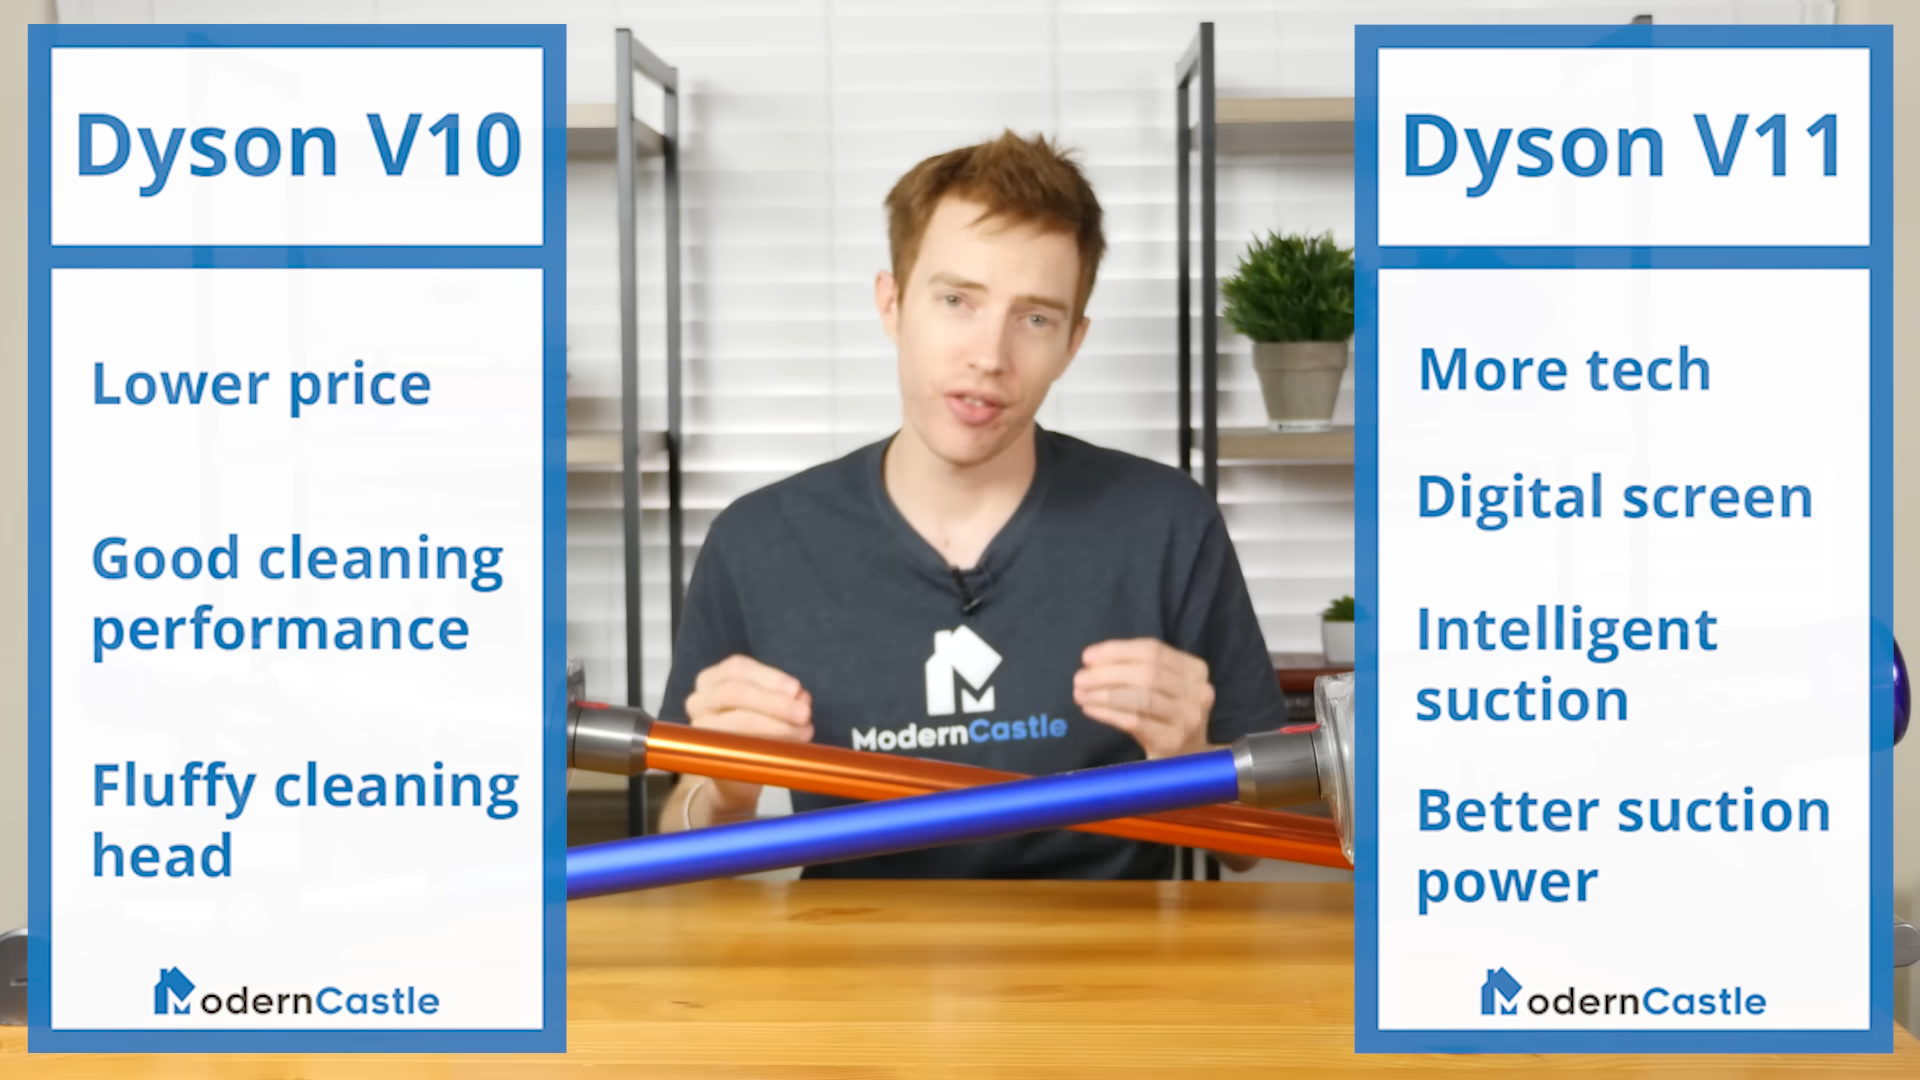 Dyson V10
Lower price
Good cleaning
performance
Fluffy cleaning
head
ModernCastle
ModernCastle
Dyson V11
More tech
Digital screen
Intelligent
suction
Better suction
power
ModernCastle